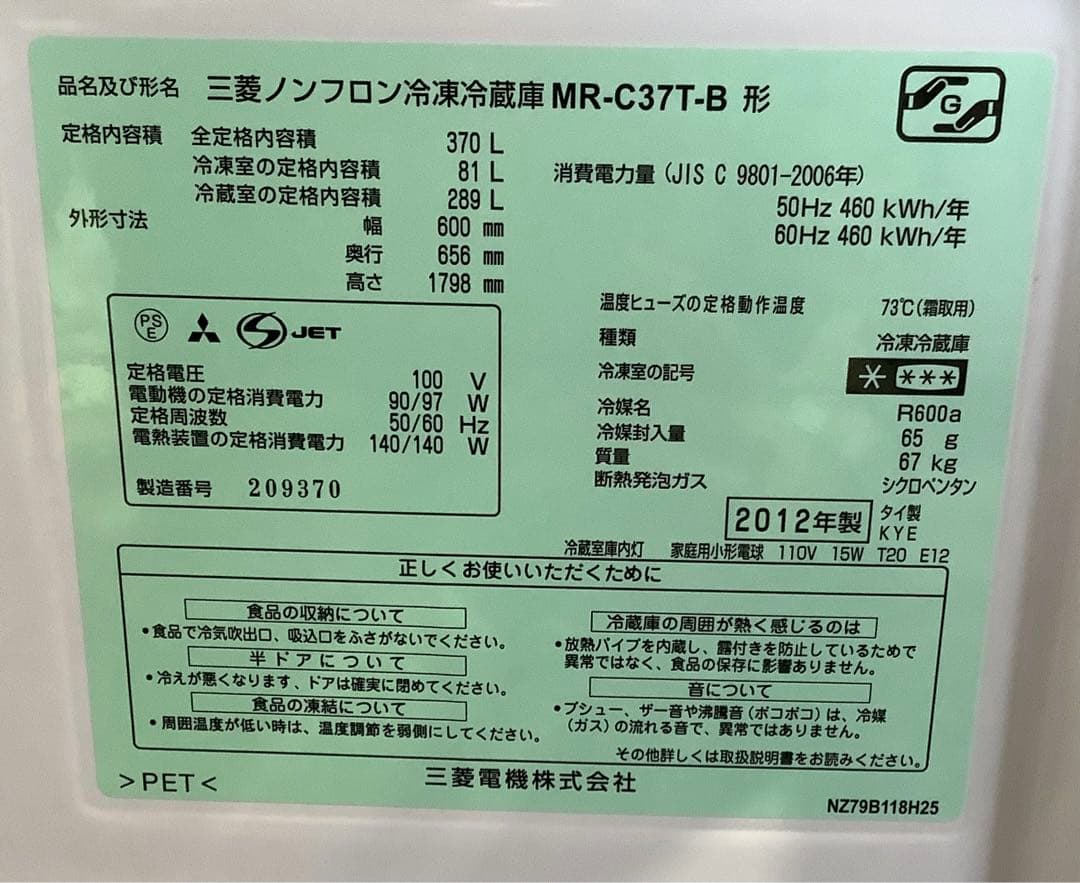 品名及び形名 三菱ノンフロン冷凍冷蔵庫 MR-C37T-B 形
G
定格内容積 全定格内容積 370 L
冷凍室の定格内容積 81 L
冷蔵室の定格内容積 289 L
外形寸法 幅 600 mm
奥行 656 mm
高さ 1798 mm
消費電力量 (JIS C 9801-2006年)
50Hz 460 kWh/年
60Hz 460 kWh/年
PS E S JET
定格電圧 100 V
電動機の定格消費電力 90/97 W
定格周波数 50/60 Hz
電熱装置の定格消費電力 140/140 W
製造番号 209370
温度ヒューズの定格動作温度 73℃(霜取用)
種類 冷凍冷蔵庫
冷凍室の記号 * ***
冷媒名 R600a
冷媒封入量 65 g
質量 67 kg
断熱発泡ガス シクロペンタン
2012年製 タイ製
KYE
冷蔵室庫内灯 家庭用小形電球 110V 15W T20 E12
正しくお使いいただくために
食品の収納について
•食品で冷気吹出口、吸込口をふさがないでください。
半ドアについて
•冷えが悪くなります、ドアは確実に閉めてください。
食品の凍結について
•周囲温度が低い時は、温度調節を弱側にしてください。
冷蔵庫の周囲が熱く感じるのは
•放熱パイプを内蔵し、露付きを防止しているためで
異常ではなく、食品の保存に影響ありません。
音について
•プシュー、ザー音や沸騰音(ポコポコ)は、冷媒
(ガス)の流れる音で、異常ではありません。
その他詳しくは取扱説明書をお読みください。
>PET<
三菱電機株式会社
NZ79B118H25